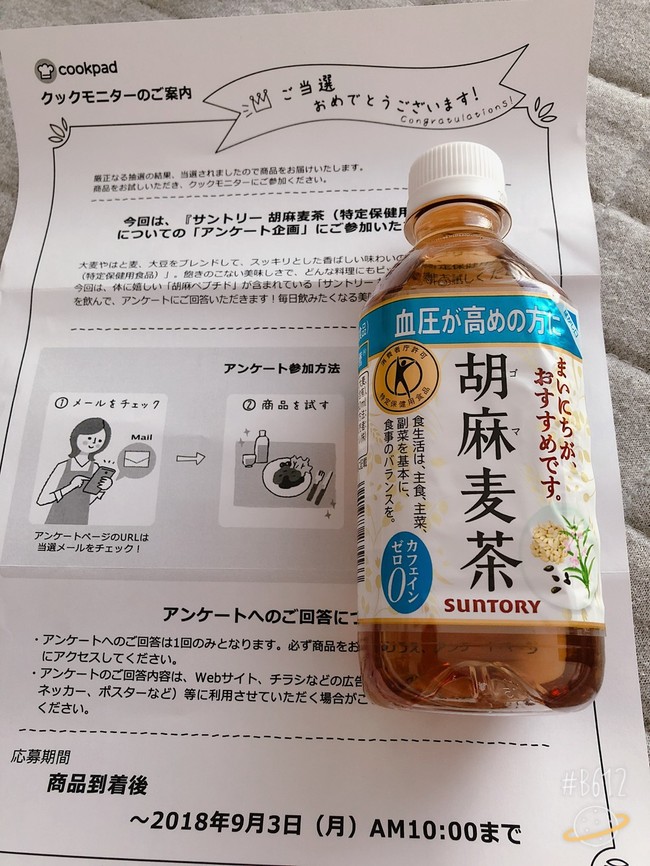 cookpad
クックモニターのご案内
ご当選
おめでとうございます!
Congratulations!
厳正なる抽選の結果、当選されましたので商品をお届けいたします。
商品をお試しいただき、クックモニターにご参加ください。
今回は、『サントリー 胡麻麦茶（特定保健用
についての「アンケート企画」にご参加いた
大麦やはと麦、大豆をブレンドして、スッキリとした香ばしい味わいの
（特定保健用食品）」。飽きのこない美味しさで、どんな料理にもピッ
今回は、体に嬉しい「胡麻ペプチド」が含まれている「サントリー
を飲んで、アンケートにご回答いただきます！毎日飲みたくなる美味
アンケート参加方法
①メールをチェック
Mail
②商品を試す
アンケートページのURLは
当選メールをチェック！
アンケートへのご回答につ
・アンケートへのご回答は1回のみとなります。必ず商品をお
にアクセスしてください。
・アンケートのご回答内容は、Webサイト、チラシなどの広告
ネッカー、ポスターなど）等に利用させていただく場合がご
ください。
応募期間
商品到着後
～2018年9月3日（月）AM10:00まで
血圧が高めの方に
消費者庁許可
特定保健用食品
胡麻麦茶
ゴマ
まいにちが、
おすすめです。
食生活は、主食、主菜、
副菜を基本に、
食事のバランスを。
カフェイン
ゼロ
0
SUNTORY
#B612